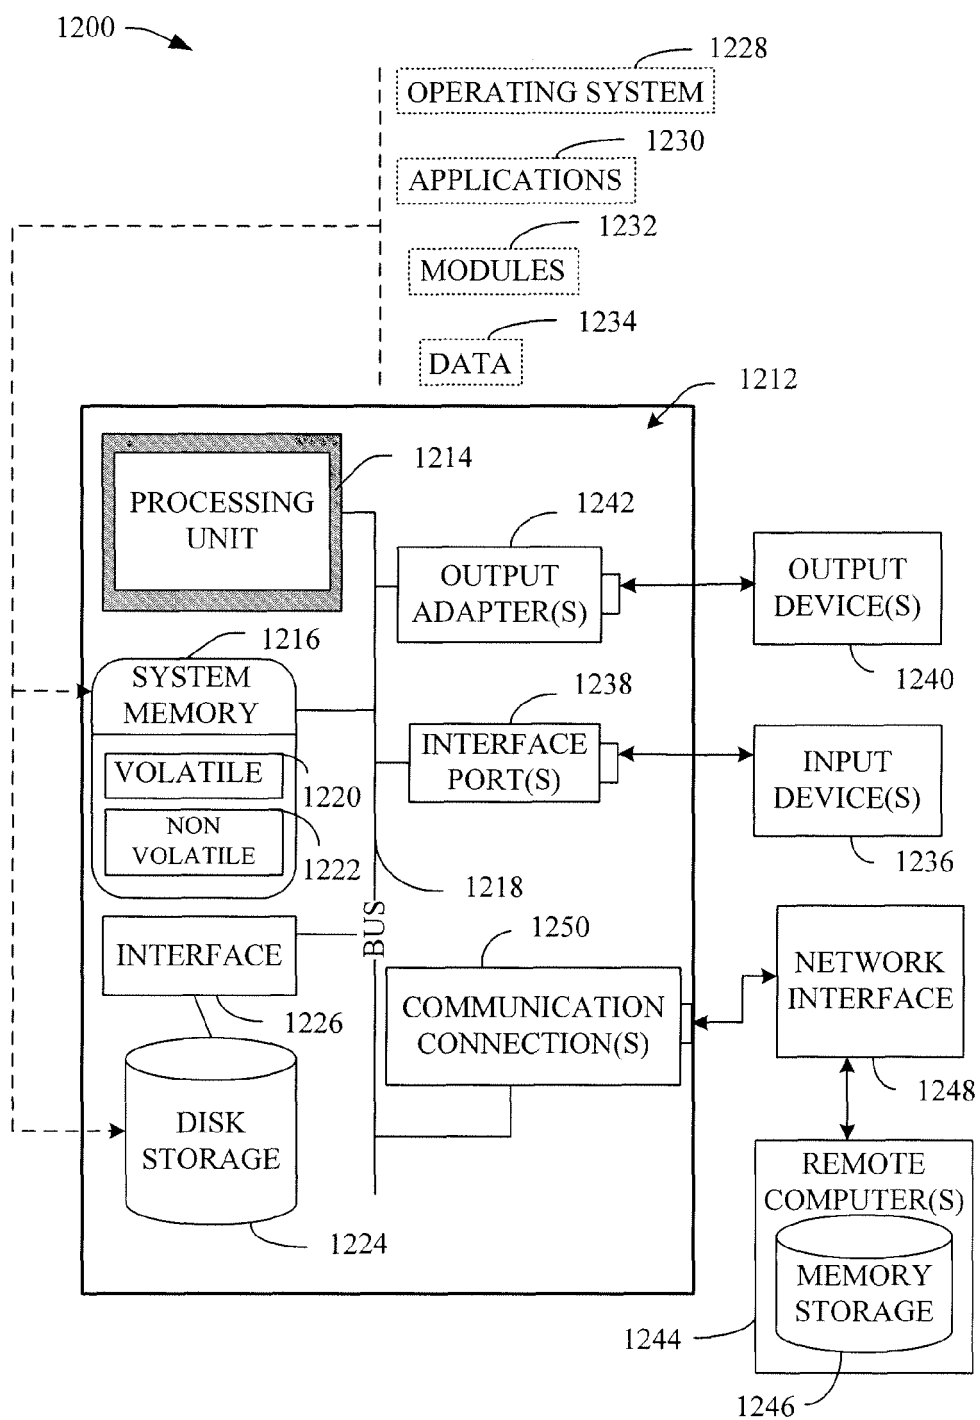 1200
1228
OPERATING SYSTEM
1230
APPLICATIONS
1232
MODULES
1234
DATA
1212
1214
PROCESSING
UNIT
1242
OUTPUT
ADAPTER(S)
OUTPUT
DEVICE(S)
1240
1216
SYSTEM
MEMORY
VOLATILE
1220
NON
VOLATILE
1222
1238
INTERFACE
PORT(S)
INPUT
DEVICE(S)
1236
1218
BUS
INTERFACE
1226
1250
COMMUNICATION
CONNECTION(S)
NETWORK
INTERFACE
1248
DISK
STORAGE
1224
REMOTE
COMPUTER(S)
MEMORY
STORAGE
1244
1246